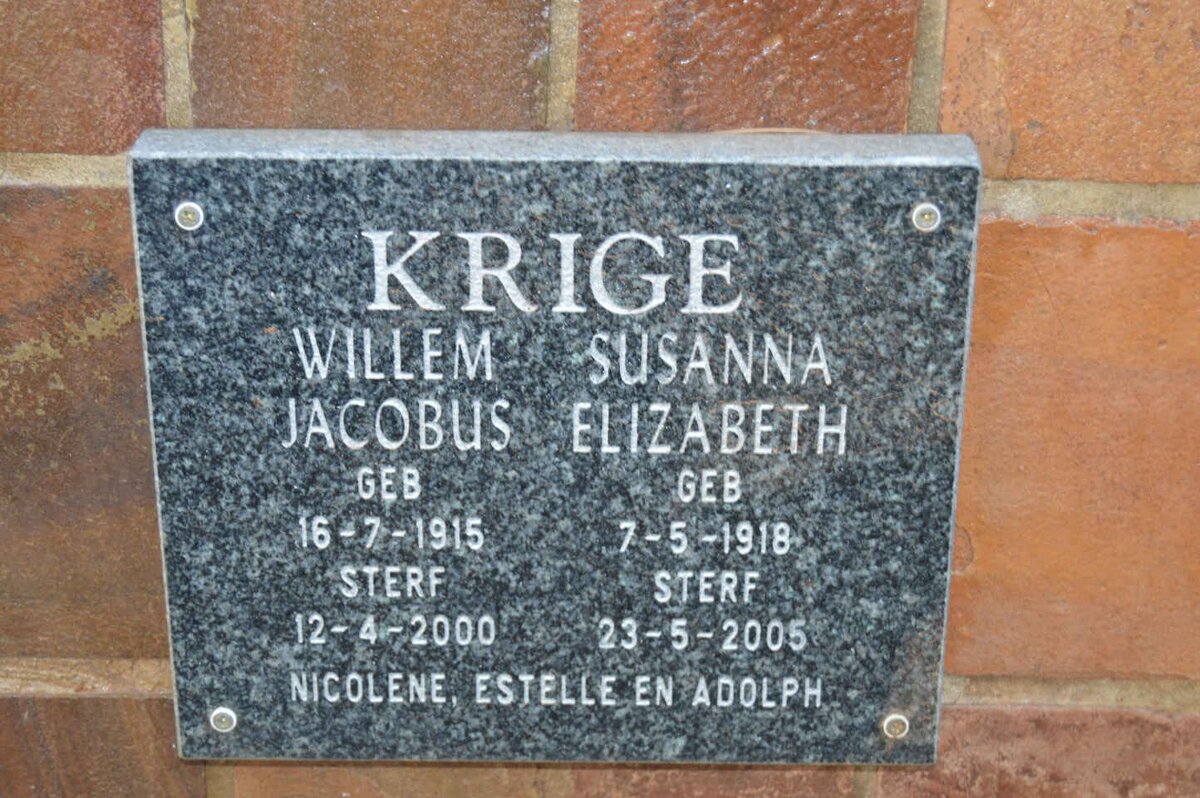 KRIGE
WILLEM SUSANNA
JACOBUS ELIZABETH
GEB GEB
16-7-1915 7-5-1918
STERF STERF
12-4-2000 23-5-2005
NICOLENE, ESTELLE EN ADOLPH